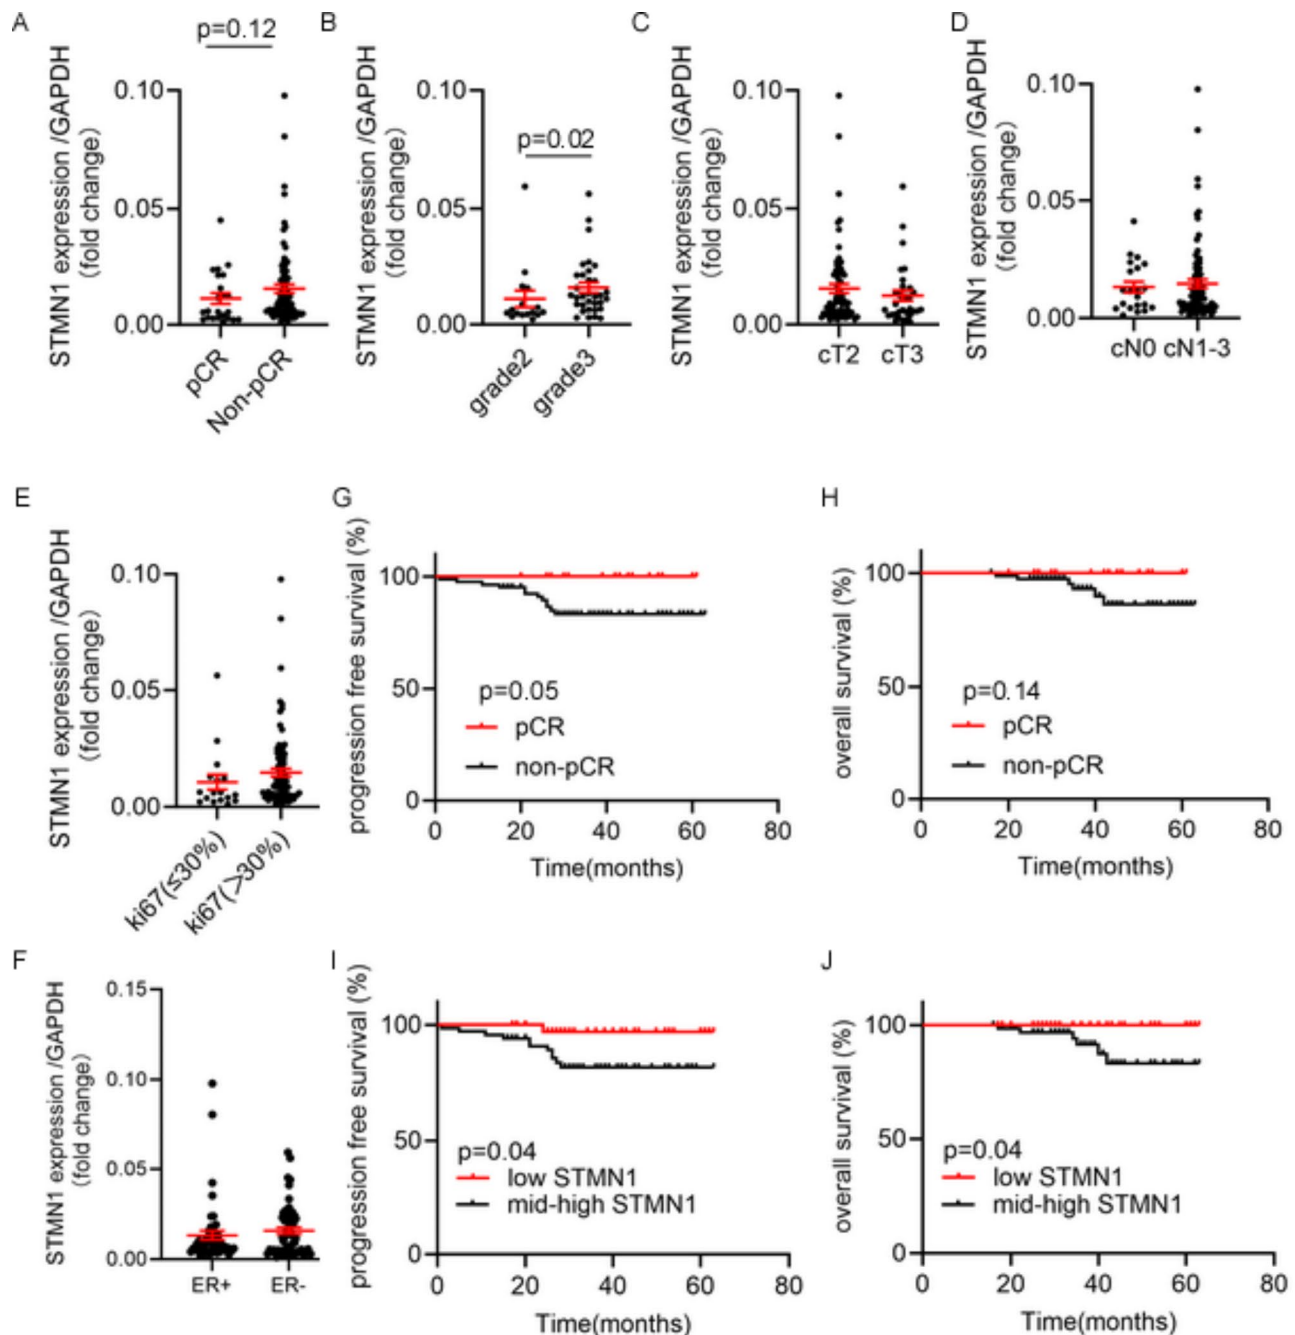 A
p=0.12
STMN1 expression /GAPDH
(fold change)
0.10
0.05
0.00
pCR
Non-pCR
B
STMN1 expression /GAPDH
(fold change)
0.10
0.05
0.00
p=0.02
grade2
grade3
C
STMN1 expression /GAPDH
(fold change)
0.10
0.05
0.00
cT2
cT3
D
STMN1 expression /GAPDH
(fold change)
0.10
0.05
0.00
cN0
cN1-3
E
STMN1 expression /GAPDH
(fold change)
0.10
0.05
0.00
ki67(≤30%)
ki67(>30%)
G
progression free survival (%)
100
50
0
p=0.05
pCR
non-pCR
0 20 40 60 80
Time(months)
H
overall survival (%)
100
50
0
p=0.14
pCR
non-pCR
0 20 40 60 80
Time(months)
F
STMN1 expression /GAPDH
(fold change)
0.15
0.10
0.05
0.00
ER+
ER-
I
progression free survival (%)
100
50
0
p=0.04
low STMN1
mid-high STMN1
0 20 40 60 80
Time(months)
J
overall survival (%)
100
50
0
p=0.04
low STMN1
mid-high STMN1
0 20 40 60 80
Time(months)